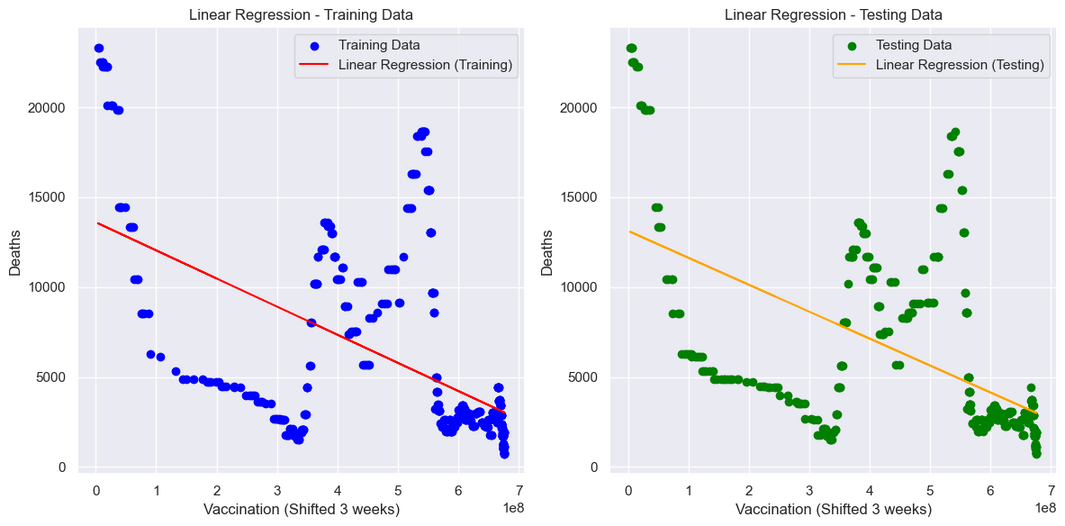 Linear Regression - Training Data
Training Data
Linear Regression (Training)
Deaths
20000
15000
10000
5000
0
0 1 2 3 4 5 6 7
1e8
Vaccination (Shifted 3 weeks)
Linear Regression - Testing Data
Testing Data
Linear Regression (Testing)
Deaths
20000
15000
10000
5000
0
0 1 2 3 4 5 6 7
1e8
Vaccination (Shifted 3 weeks)